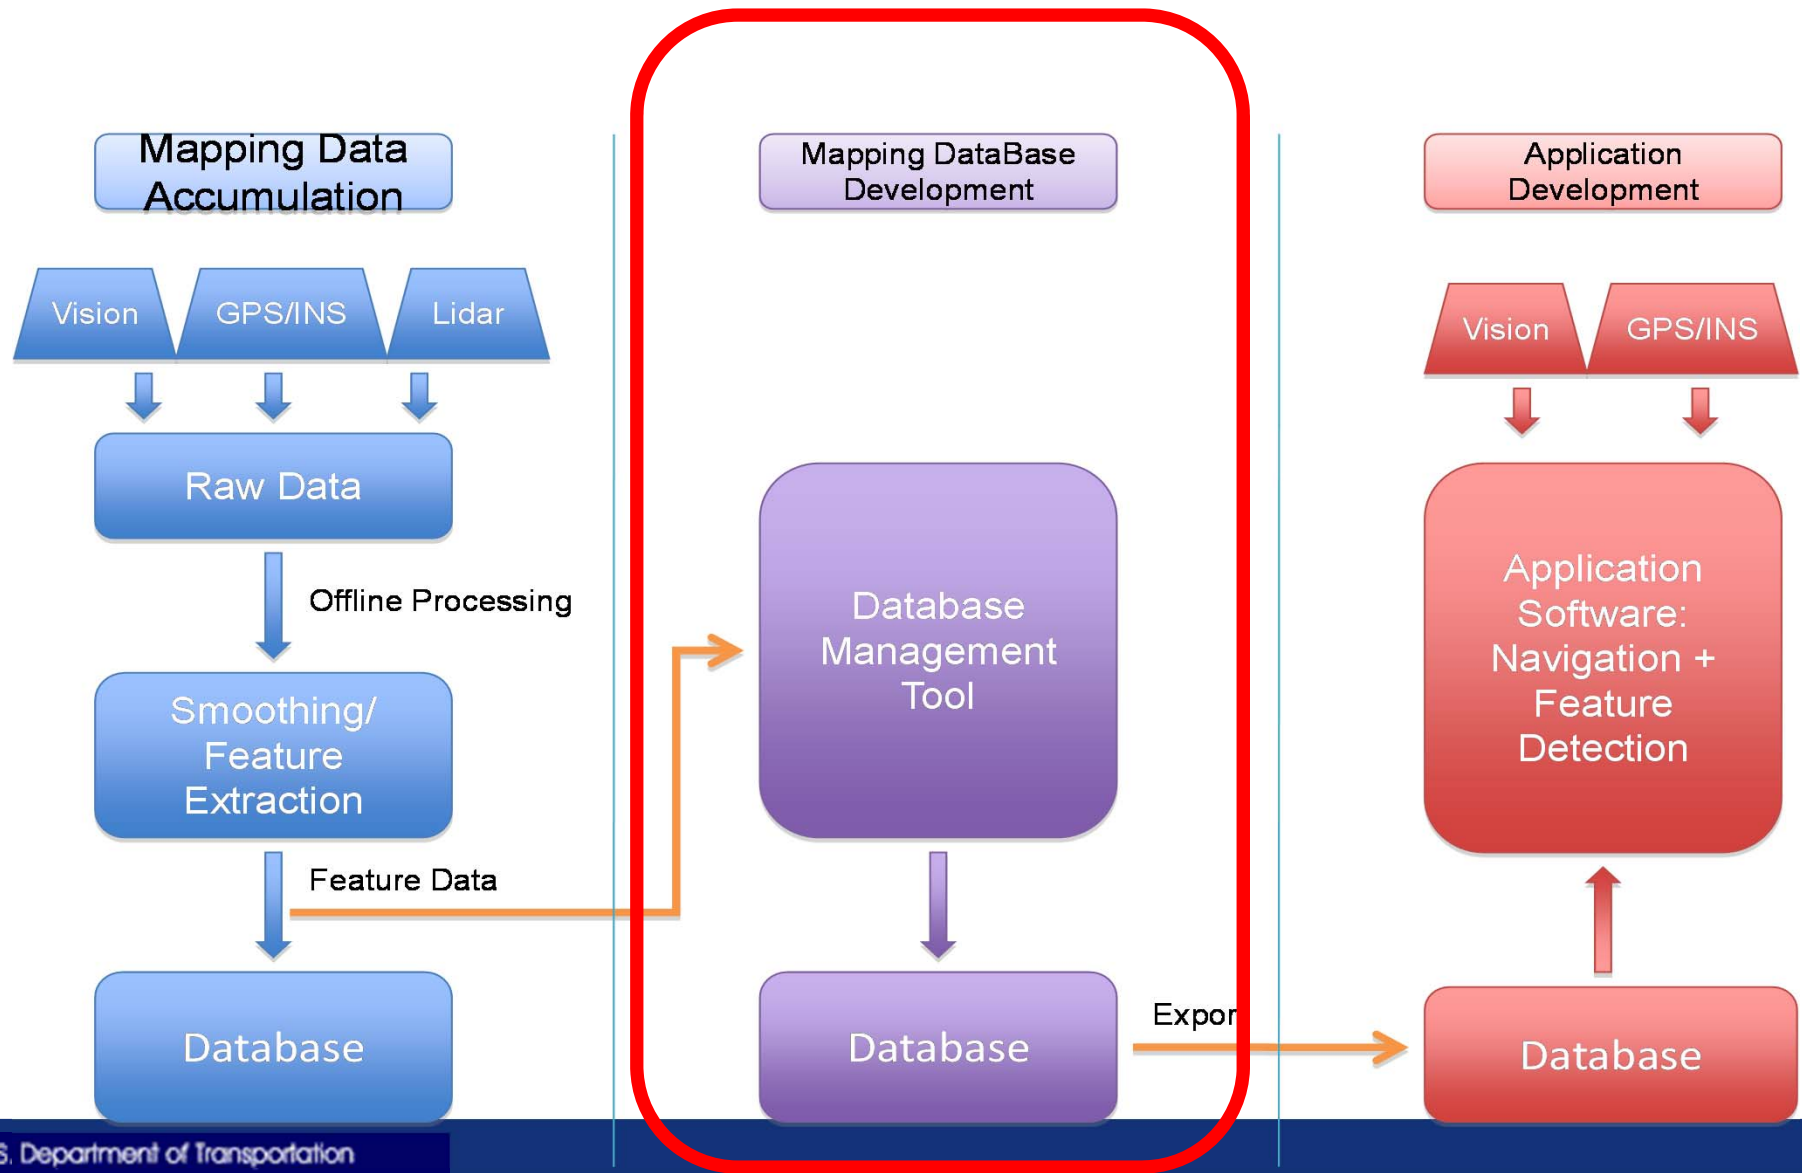 Mapping Data
Accumulation
Vision
GPS/INS
Lidar
Raw Data
Offline Processing
Smoothing/
Feature
Extraction
Feature Data
Database
Mapping DataBase
Development
Database
Management
Tool
Database
Expor
Application
Development
Vision
GPS/INS
Application
Software:
Navigation +
Feature
Detection
Database
S. Department of Transportation